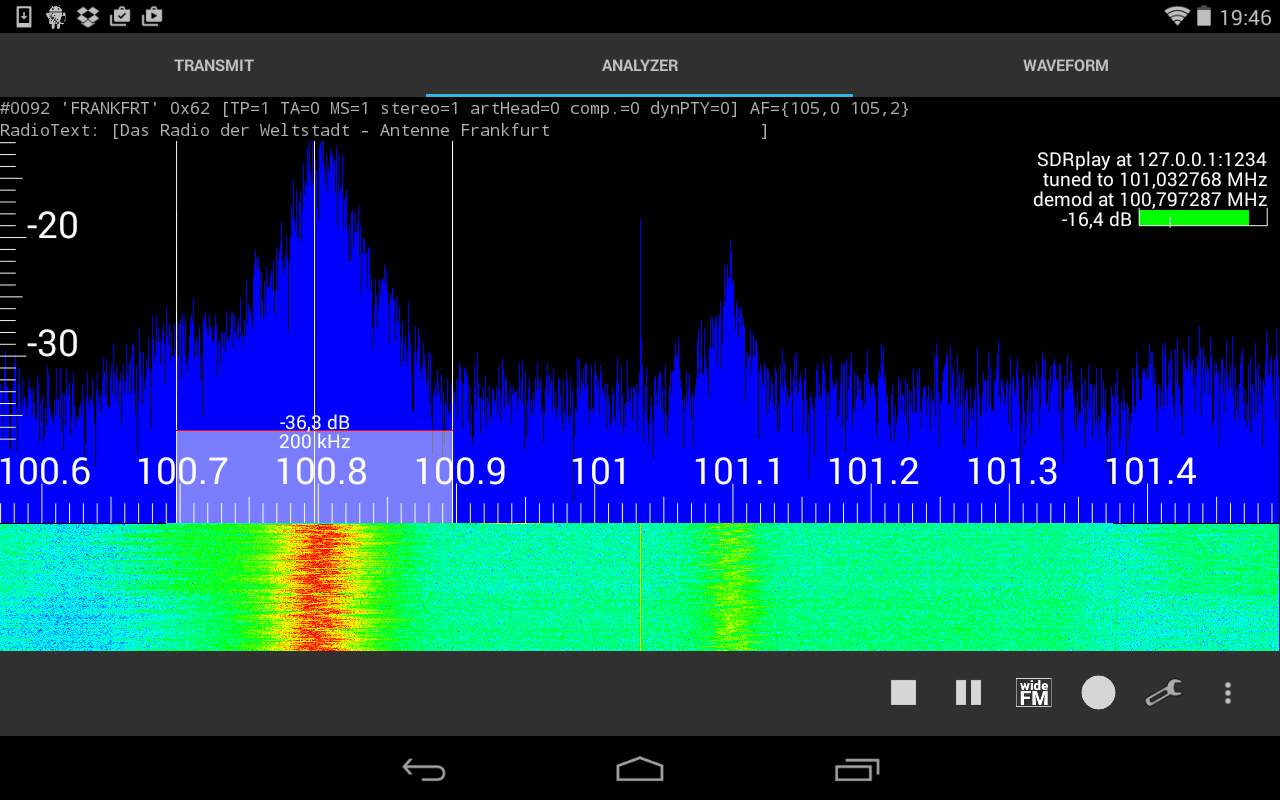 19:46
TRANSMIT ANALYZER WAVEFORM
#0092 'FRANKFRT' 0x62 [TP=1 TA=0 MS=1 stereo=1 artHead=0 comp.=0 dynPTY=0] AF={105,0 105,2}
RadioText: [Das Radio der Weltstadt - Antenne Frankfurt ]
SDRplay at 127.0.0.1:1234
tuned to 101,032768 MHz
demod at 100,797287 MHz
-16,4 dB
-20
-30
-36,3 dB
200 kHz
100.6 100.7 100.8 100.9 101 101.1 101.2 101.3 101.4
wide
FM